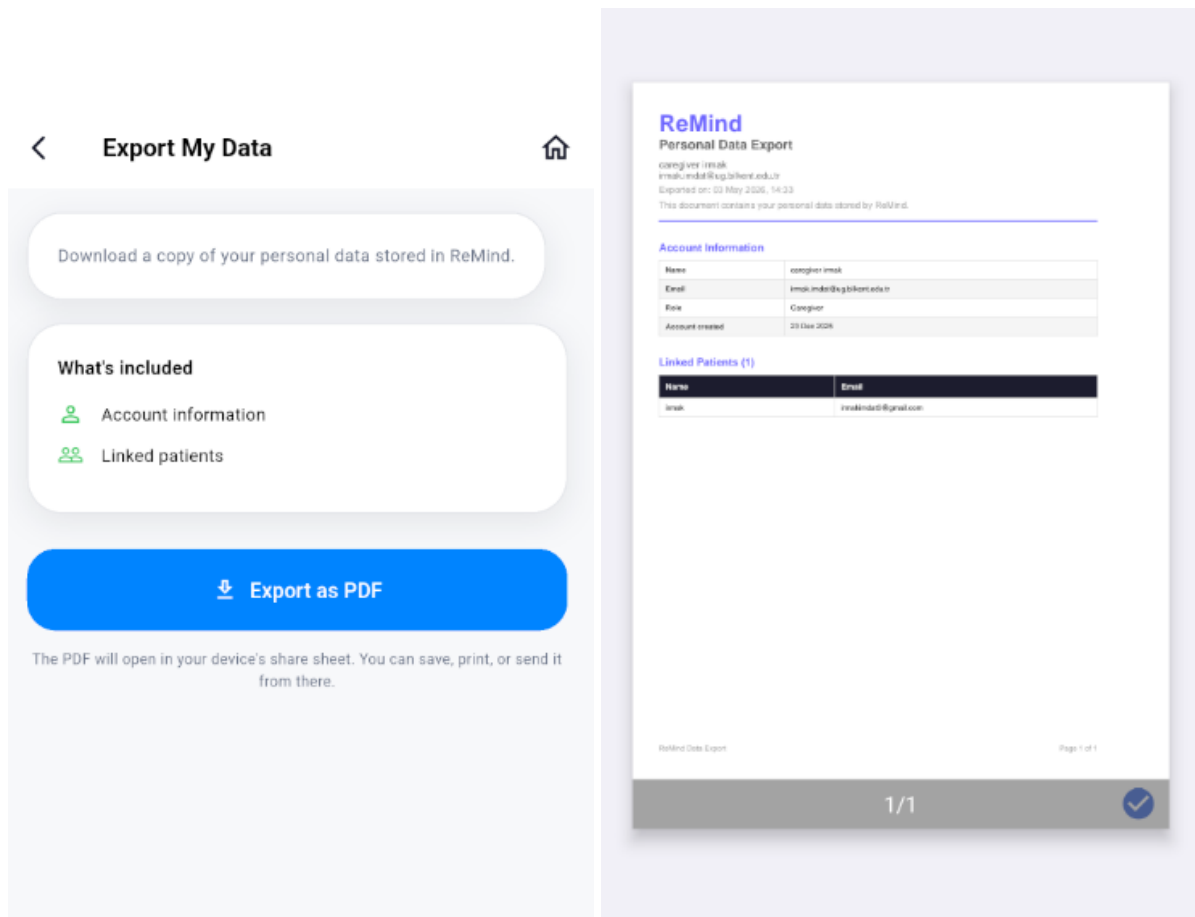 Export My Data
Download a copy of your personal data stored in ReMind.
What's included
Account information
Linked patients
Export as PDF
The PDF will open in your device's share sheet. You can save, print, or send it
from there.
ReMind
Personal Data Export
caregiver irmak
Exported on: 03 May 2026, 14:33
This document contains your personal data stored by ReMind.
Account Information
Name caregiver irmak
Email
Role Caregiver
Account created 2026
Linked Patients (1)
Name Email
irmak
ReMind Data Export Page 1 of 1
1/1